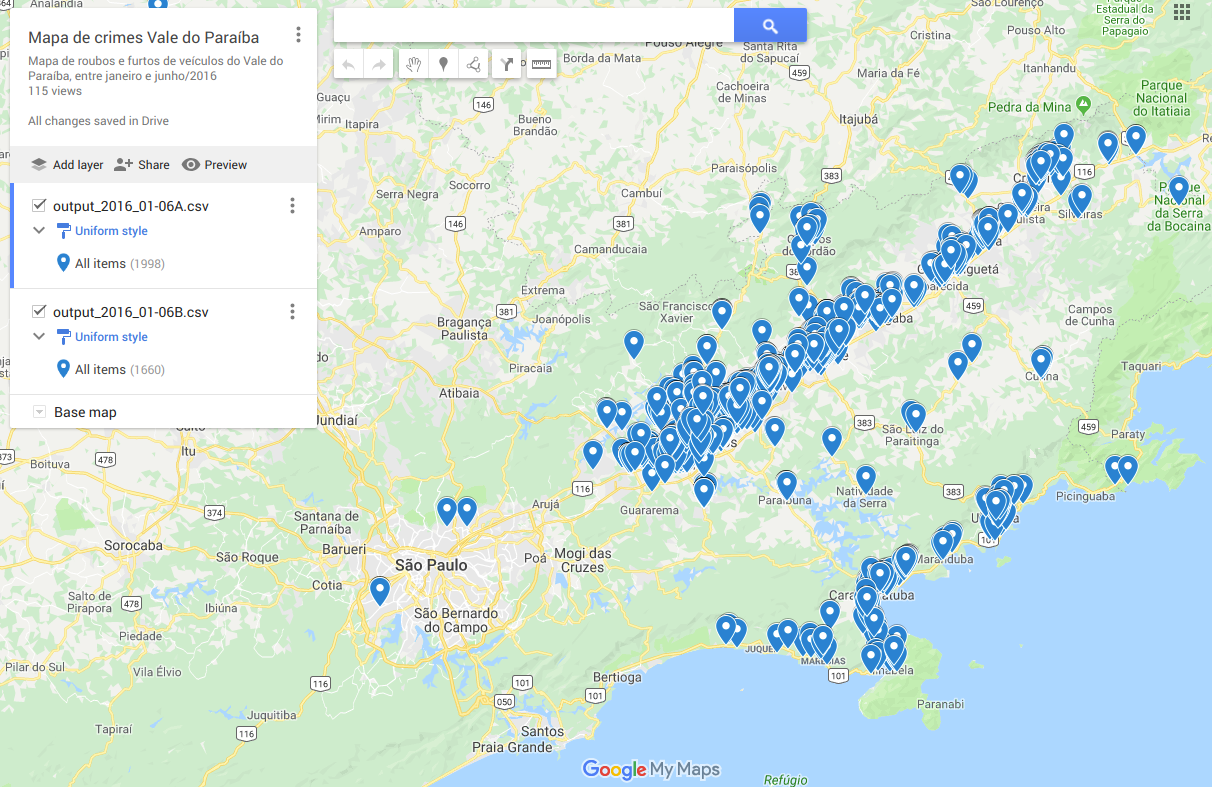 Mapa de crimes Vale do Paraíba
Mapa de roubos e furtos de veículos do Vale do
Paraíba, entre janeiro e junho/2016
115 views
All changes saved in Drive
Add layer
Share
Preview
output_2016_01-06A.csv
Uniform style
All items (1998)
output_2016_01-06B.csv
Uniform style
All items (1660)
Base map
Analândia
São Lourenço
Parque
Estadual da
Serra do
Papagaio
Cristina
Pouso Alto
Pouso Alegre
Santa Rita
do Sapucaí
Borda da Mata
Itanhandu
459
Maria da Fé
Cachoeira
de Minas
Pedra da Mina
Parque
Nacional
do Itatiaia
Guaçu
146
Itapira
Bueno
Brandão
Itajubá
Paraisópolis
383
116
Socorro
Serra Negra
Cambuí
Silveiras
Parque
Nacional
da Serra
da Bocaina
146
381
Amparo
Camanducaia
Extrema
381
Joanópolis
São Francisco
Xavier
459
Campos
de Cunha
Bragança
Paulista
Piracaia
Taquari
Atibaia
Jundiaí
383
São Luiz do
Paraitinga
459
Paraty
Itu
373
Boituva
478
116
Arujá
Guararema
Paraibuna
Natividade
da Serra
383
Picinguaba
374
Santana de
Parnaíba
101
Sorocaba
São Roque
Barueri
São Paulo
Poá
Mogi das
Cruzes
Maranduba
Cotia
Salto de
Pirapora
478
Ibiúna
São Bernardo
do Campo
Piedade
Pilar do Sul
Vila Élvio
116
101
050
101
Bertioga
101
Paranabi
Juquitiba
116
Tapiraí
Santos
Praia Grande
Google My Maps
Refúgio